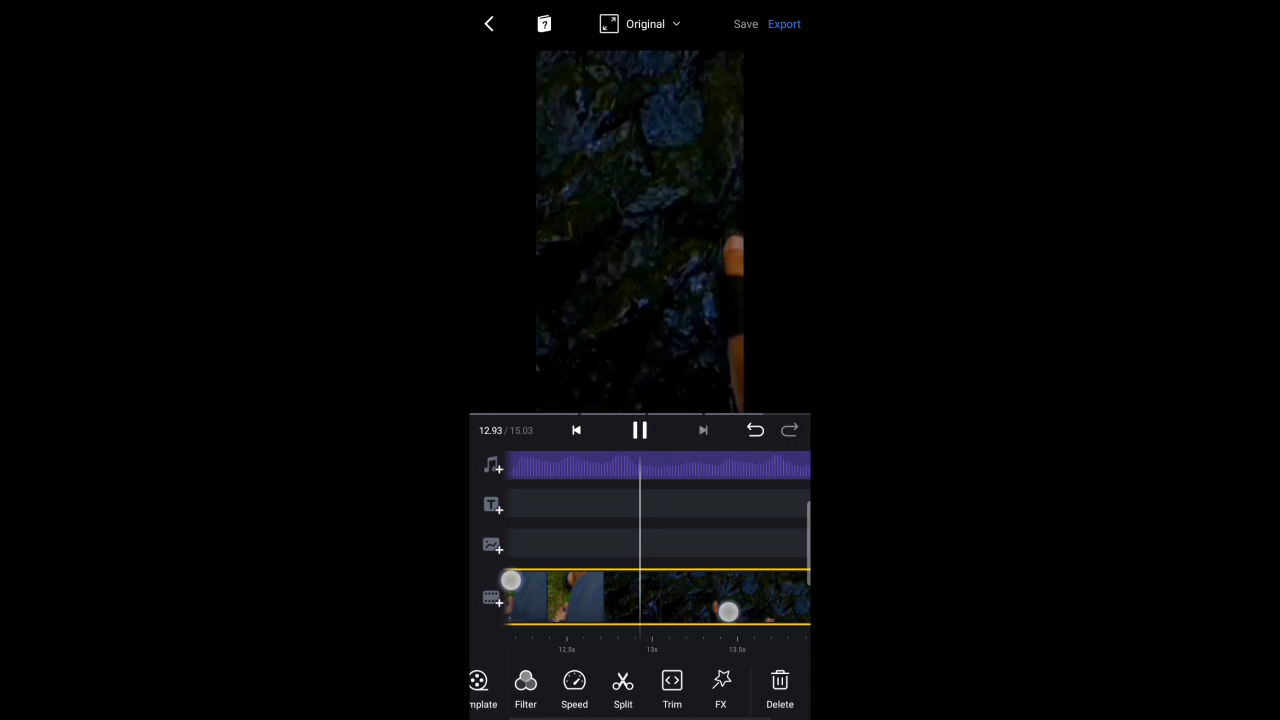 Original
Save Export
12.93 / 15.03
12.5s 13s 13.5s
mplate Filter Speed Split Trim FX Delete